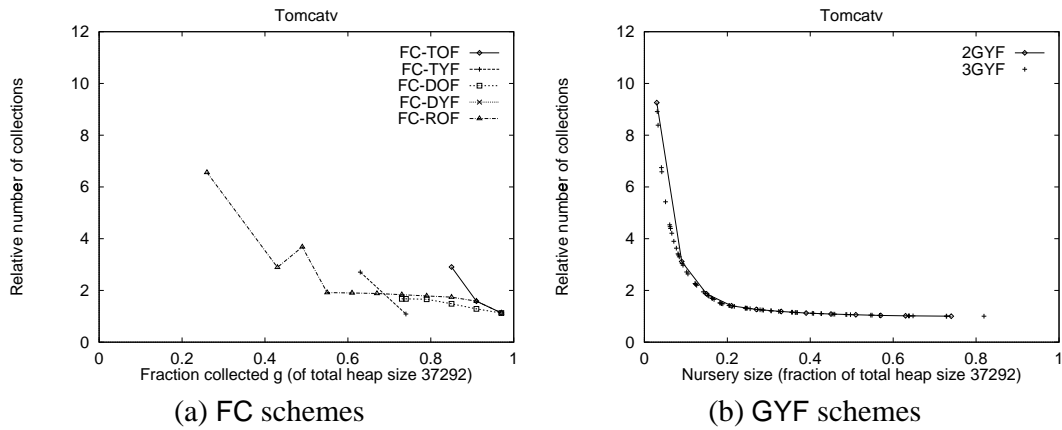 Tomcatv
12
FC-TOF
FC-TYF
FC-DOF
FC-DYF
FC-ROF
10
8
6
4
2
0
Relative number of collections
0 0.2 0.4 0.6 0.8 1
Fraction collected g (of total heap size 37292)
(a) FC schemes
Tomcatv
12
2GYF
3GYF
10
8
6
4
2
0
Relative number of collections
0 0.2 0.4 0.6 0.8 1
Nursery size (fraction of total heap size 37292)
(b) GYF schemes